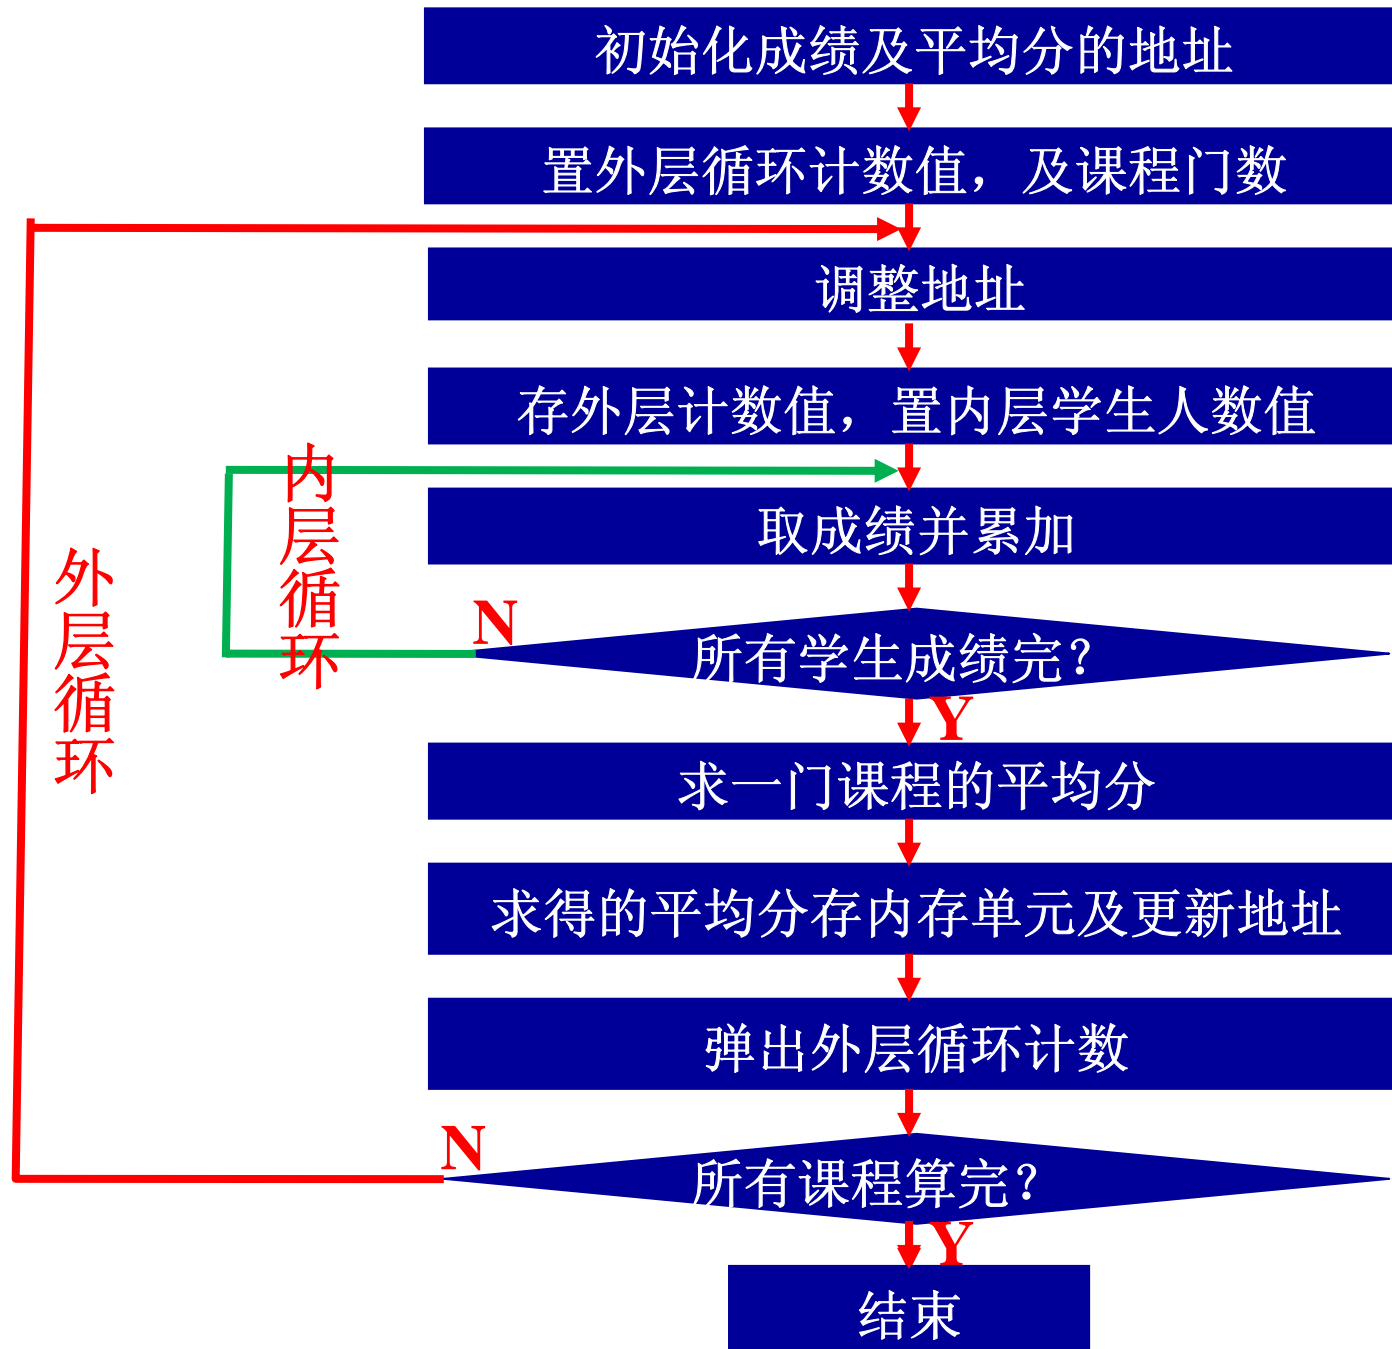 初始化成绩及平均分的地址
置外层循环计数值，及课程门数
调整地址
存外层计数值，置内层学生人数值
内层循环
取成绩并累加
外层循环
N
所有学生成绩完？
Y
求一门课程的平均分
求得的平均分存内存单元及更新地址
弹出外层循环计数
N
所有课程算完？
Y
结束